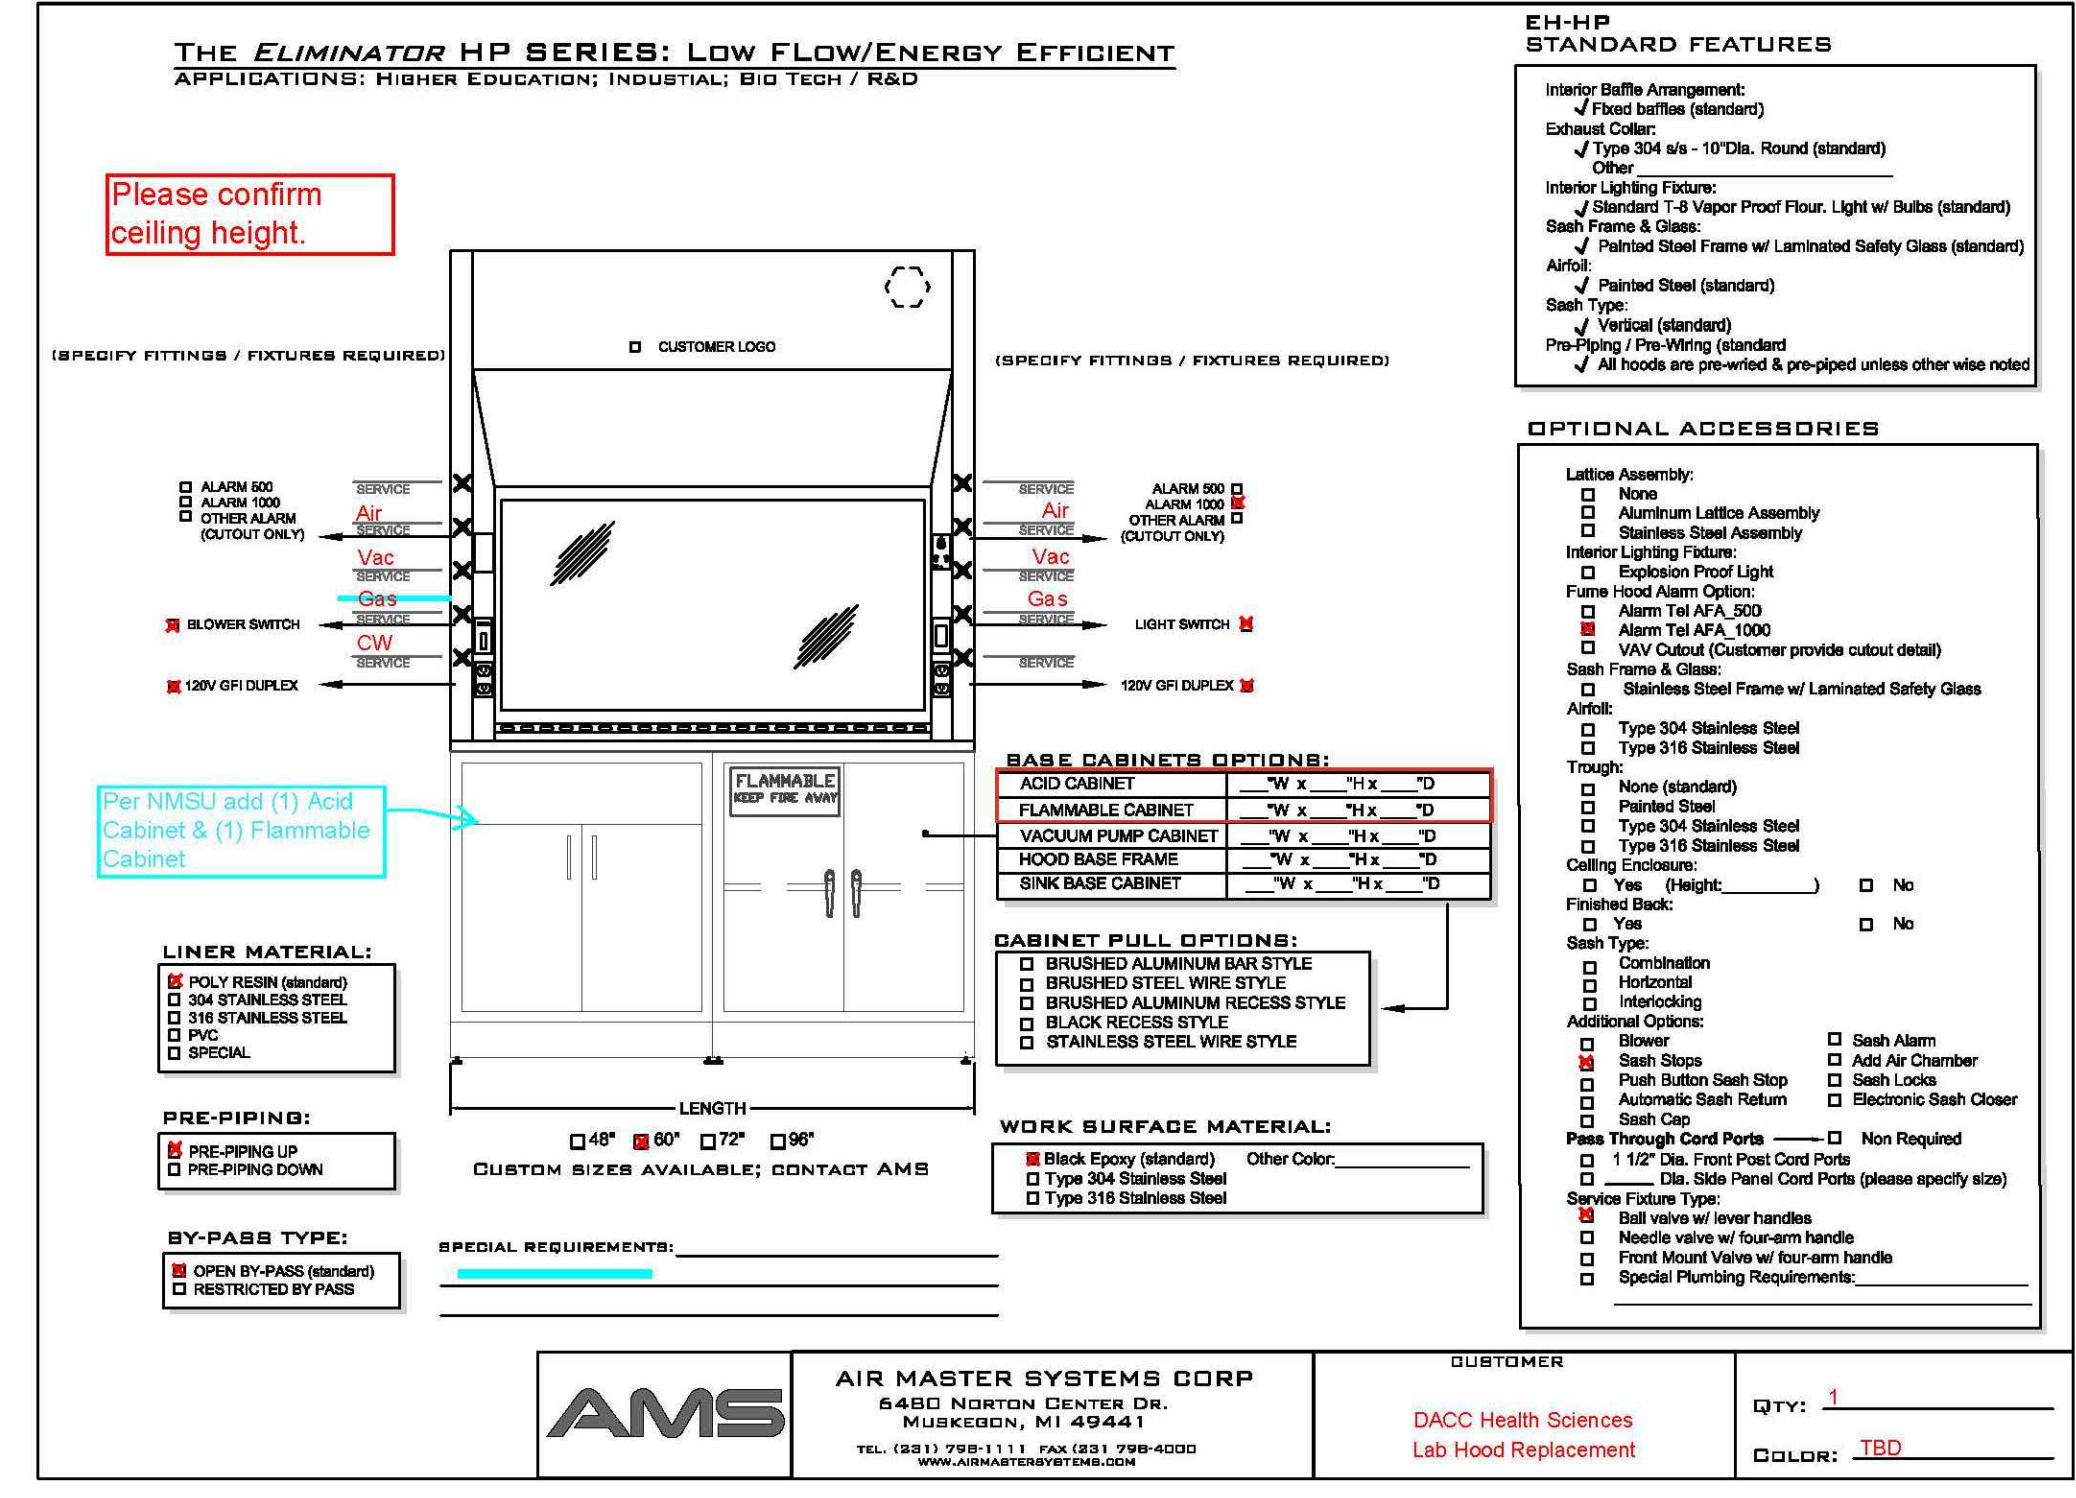 THE ELIMINATOR HP SERIES: LOW FLOW/ENERGY EFFICIENT
APPLICATIONS: HIGHER EDUCATION; INDUSTIAL; BIO TECH / R&D
Please confirm
ceiling height.
(SPECIFY FITTINGS / FIXTURES REQUIRED)
CUSTOMER LOGO
(SPECIFY FITTINGS / FIXTURES REQUIRED)
ALARM 500
ALARM 1000
OTHER ALARM
(CUTOUT ONLY)
BLOWER SWITCH
120V GFI DUPLEX
SERVICE
Air
SERVICE
Vac
SERVICE
Gas
SERVICE
CW
SERVICE
SERVICE
Air
SERVICE
Vac
SERVICE
Gas
SERVICE
SERVICE
ALARM 500
ALARM 1000
OTHER ALARM
(CUTOUT ONLY)
LIGHT SWITCH
120V GFI DUPLEX
Per NMSU add (1) Acid
Cabinet & (1) Flammable
Cabinet
FLAMMABLE
KEEP FIRE AWAY
BASE CABINETS OPTIONS:
ACID CABINET ___"W x ___"H x ___"D
FLAMMABLE CABINET ___"W x ___"H x ___"D
VACUUM PUMP CABINET ___"W x ___"H x ___"D
HOOD BASE FRAME ___"W x ___"H x ___"D
SINK BASE CABINET ___"W x ___"H x ___"D
CABINET PULL OPTIONS:
BRUSHED ALUMINUM BAR STYLE
BRUSHED STEEL WIRE STYLE
BRUSHED ALUMINUM RECESS STYLE
BLACK RECESS STYLE
STAINLESS STEEL WIRE STYLE
LINER MATERIAL:
POLY RESIN (standard)
304 STAINLESS STEEL
316 STAINLESS STEEL
PVC
SPECIAL
PRE-PIPING:
PRE-PIPING UP
PRE-PIPING DOWN
BY-PASS TYPE:
OPEN BY-PASS (standard)
RESTRICTED BY PASS
LENGTH
48" 60" 72" 96"
CUSTOM SIZES AVAILABLE; CONTACT AMS
WORK SURFACE MATERIAL:
Black Epoxy (standard) Other Color:
Type 304 Stainless Steel
Type 316 Stainless Steel
SPECIAL REQUIREMENTS:
EH-HP
STANDARD FEATURES
Interior Baffle Arrangement:
Fixed baffles (standard)
Exhaust Collar:
Type 304 s/s - 10"Dia. Round (standard)
Other
Interior Lighting Fixture:
Standard T-8 Vapor Proof Flour. Light w/ Bulbs (standard)
Sash Frame & Glass:
Painted Steel Frame w/ Laminated Safety Glass (standard)
Airfoil:
Painted Steel (standard)
Sash Type:
Vertical (standard)
Pre-Piping / Pre-Wiring (standard
All hoods are pre-wried & pre-piped unless other wise noted
OPTIONAL ACCESSORIES
Lattice Assembly:
None
Aluminum Lattice Assembly
Stainless Steel Assembly
Interior Lighting Fixture:
Explosion Proof Light
Fume Hood Alarm Option:
Alarm Tel AFA_500
Alarm Tel AFA_1000
VAV Cutout (Customer provide cutout detail)
Sash Frame & Glass:
Stainless Steel Frame w/ Laminated Safety Glass
Airfoil:
Type 304 Stainless Steel
Type 316 Stainless Steel
Trough:
None (standard)
Painted Steel
Type 304 Stainless Steel
Type 316 Stainless Steel
Ceiling Enclosure:
Yes (Height:__________) No
Finished Back:
Yes No
Sash Type:
Combination
Horizontal
Interlocking
Additional Options:
Blower Sash Alarm
Sash Stops Add Air Chamber
Push Button Sash Stop Sash Locks
Automatic Sash Return Electronic Sash Closer
Sash Cap
Pass Through Cord Ports Non Required
1 1/2" Dia. Front Post Cord Ports
_____ Dia. Side Panel Cord Ports (please specify size)
Service Fixture Type:
Ball valve w/ lever handles
Needle valve w/ four-arm handle
Front Mount Valve w/ four-arm handle
Special Plumbing Requirements:
AMS
AIR MASTER SYSTEMS CORP
6480 NORTON CENTER DR.
MUSKEGON, MI 49441
TEL. (231) 798-1111 FAX (231 798-4000
WWW.AIRMASTERSYSTEMS.COM
CUSTOMER
DACC Health Sciences
Lab Hood Replacement
QTY: 1
COLOR: TBD